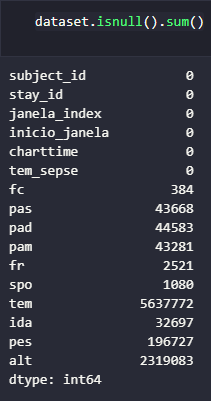 dataset.isnull().sum()
subject_id 0
stay_id 0
janela_index 0
inicio_janela 0
charttime 0
tem_sepse 0
fc 384
pas 43668
pad 44583
pam 43281
fr 2521
spo 1080
tem 5637772
ida 32697
pes 196727
alt 2319083
dtype: int64